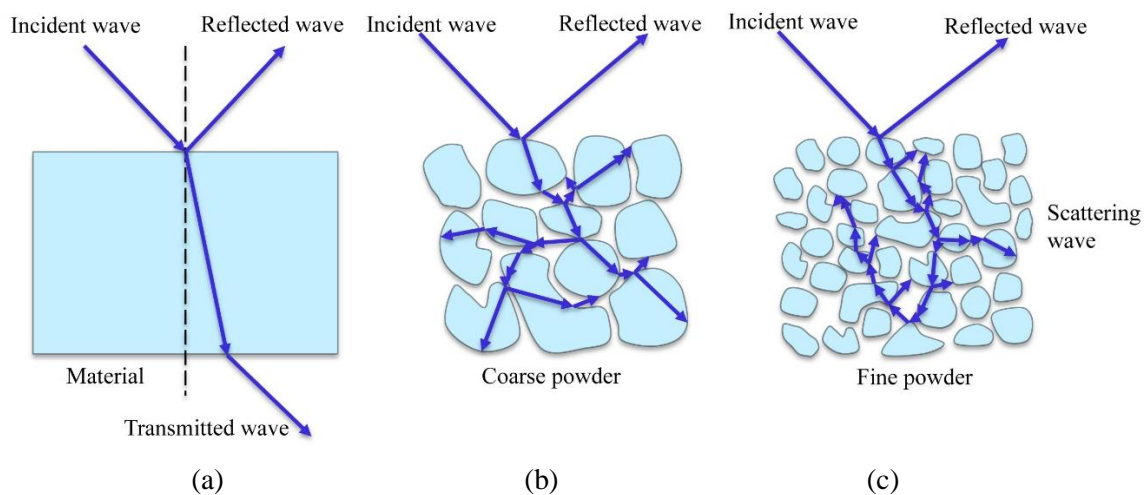 Incident wave
Reflected wave
Material
Transmitted wave
(a)
Incident wave
Reflected wave
Coarse powder
(b)
Incident wave
Reflected wave
Scattering
wave
Fine powder
(c)